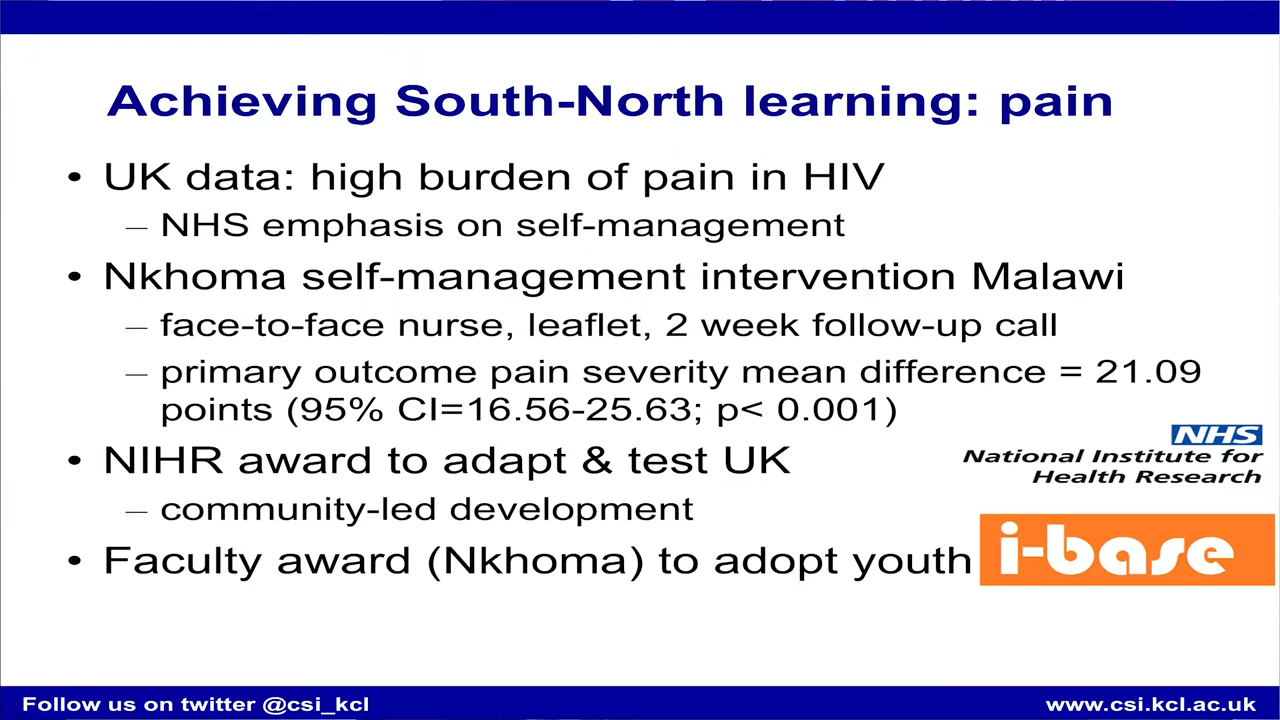 Achieving South-North learning: pain
• UK data: high burden of pain in HIV
– NHS emphasis on self-management
• Nkhoma self-management intervention Malawi
– face-to-face nurse, leaflet, 2 week follow-up call
– primary outcome pain severity mean difference = 21.09
points (95% CI=16.56-25.63; p< 0.001)
• NIHR award to adapt & test UK
– community-led development
• Faculty award (Nkhoma) to adopt youth
NHS
National Institute for
Health Research
i-base
Follow us on twitter @csi_kcl
www.csi.kcl.ac.uk